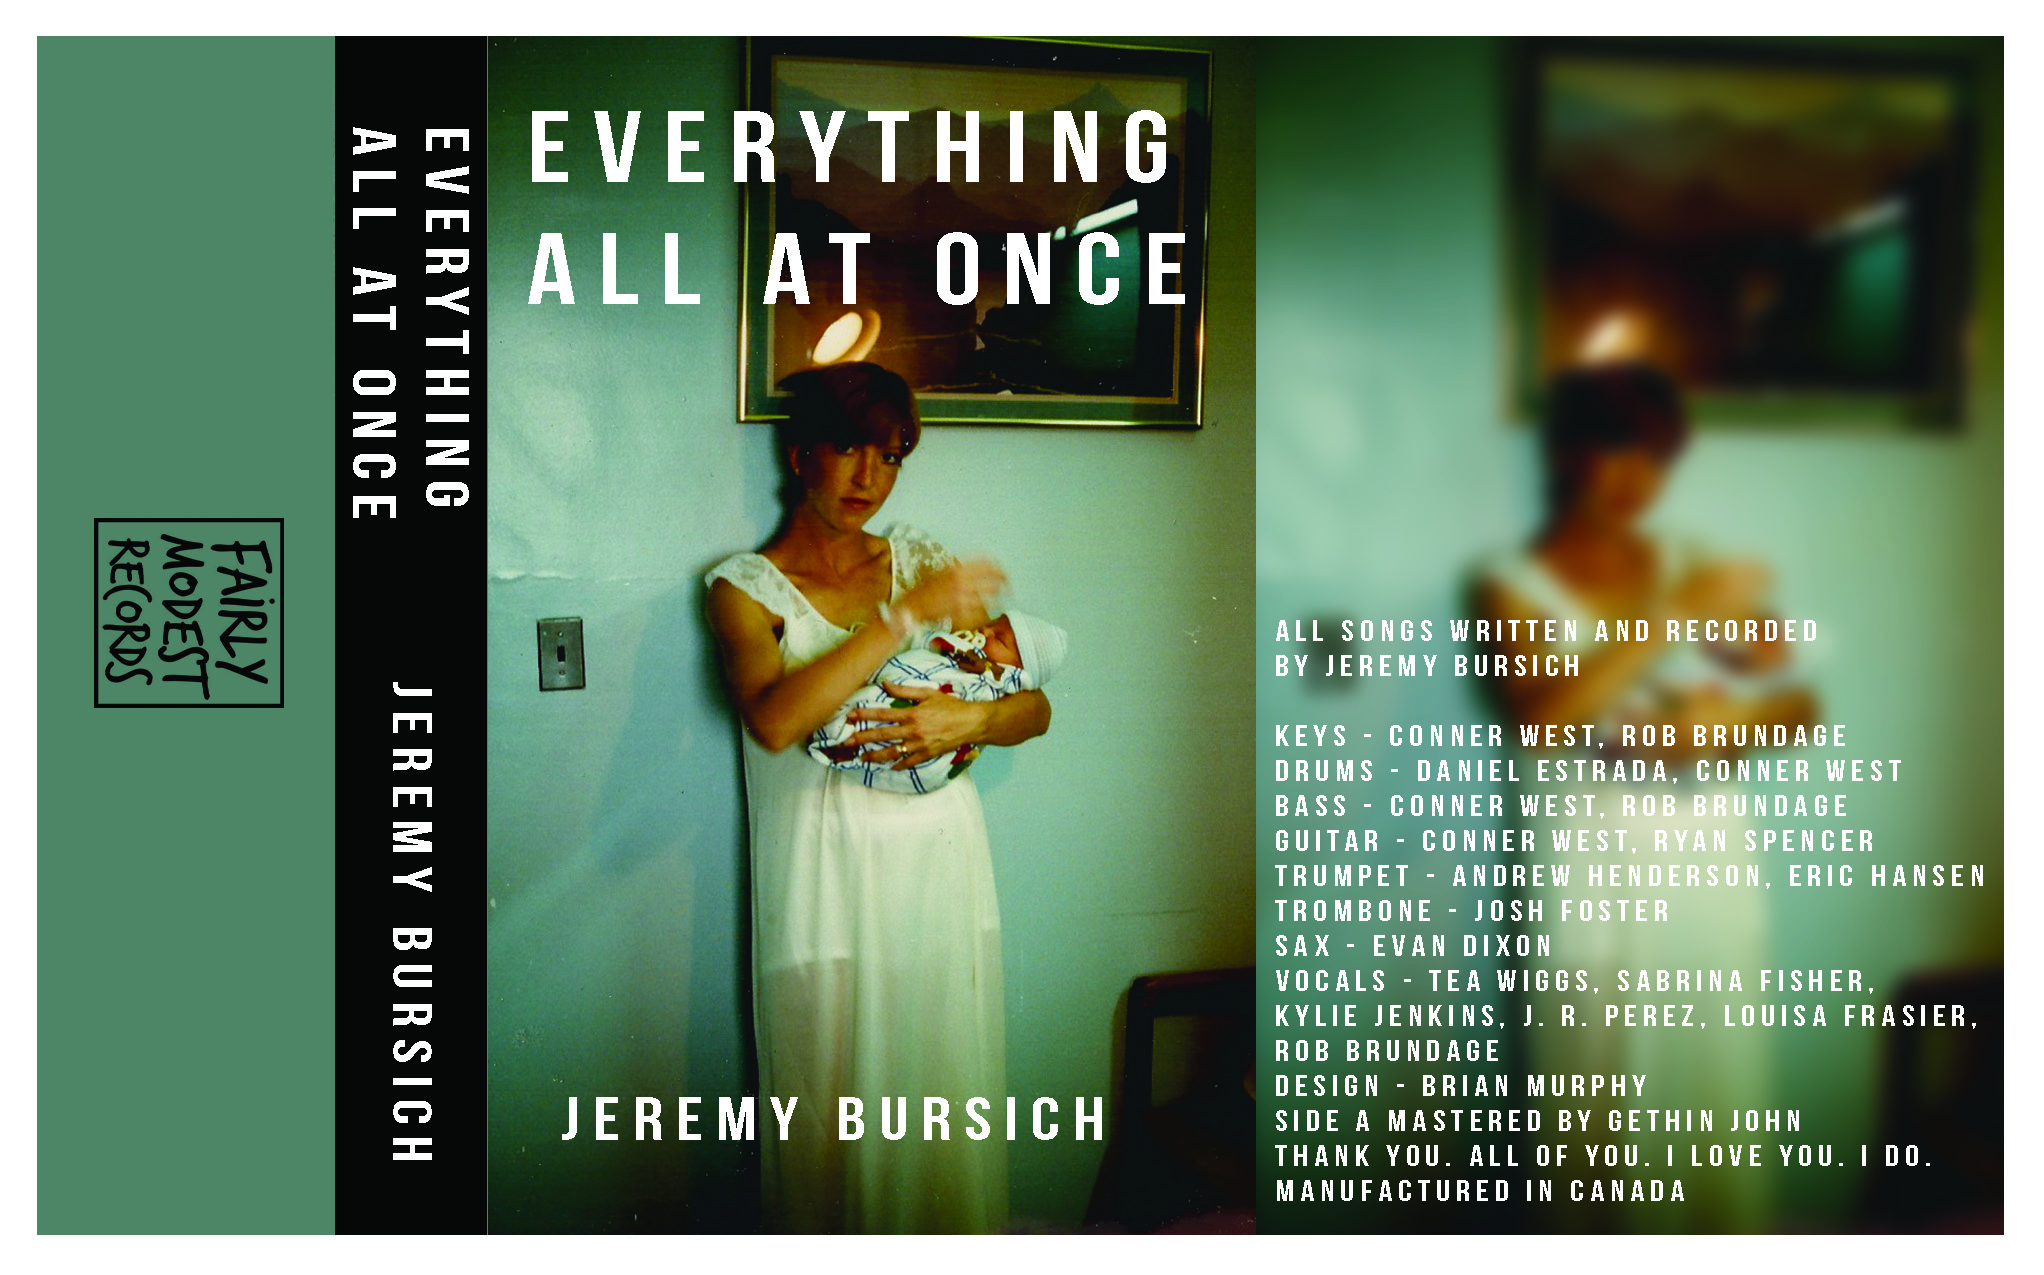 FAIRLY
MODEST
RECORDS
EVERYTHING
ALL AT ONCE
JEREMY BURSICH
EVERYTHING
ALL AT ONCE
JEREMY BURSICH
ALL SONGS WRITTEN AND RECORDED
BY JEREMY BURSICH
KEYS - CONNER WEST, ROB BRUNDAGE
DRUMS - DANIEL ESTRADA, CONNER WEST
BASS - CONNER WEST, ROB BRUNDAGE
GUITAR - CONNER WEST, RYAN SPENCER
TRUMPET - ANDREW HENDERSON, ERIC HANSEN
TROMBONE - JOSH FOSTER
SAX - EVAN DIXON
VOCALS - TEA WIGGS, SABRINA FISHER,
KYLIE JENKINS, J. R. PEREZ, LOUISA FRASIER,
ROB BRUNDAGE
DESIGN - BRIAN MURPHY
SIDE A MASTERED BY GETHIN JOHN
THANK YOU. ALL OF YOU. I LOVE YOU. I DO.
MANUFACTURED IN CANADA